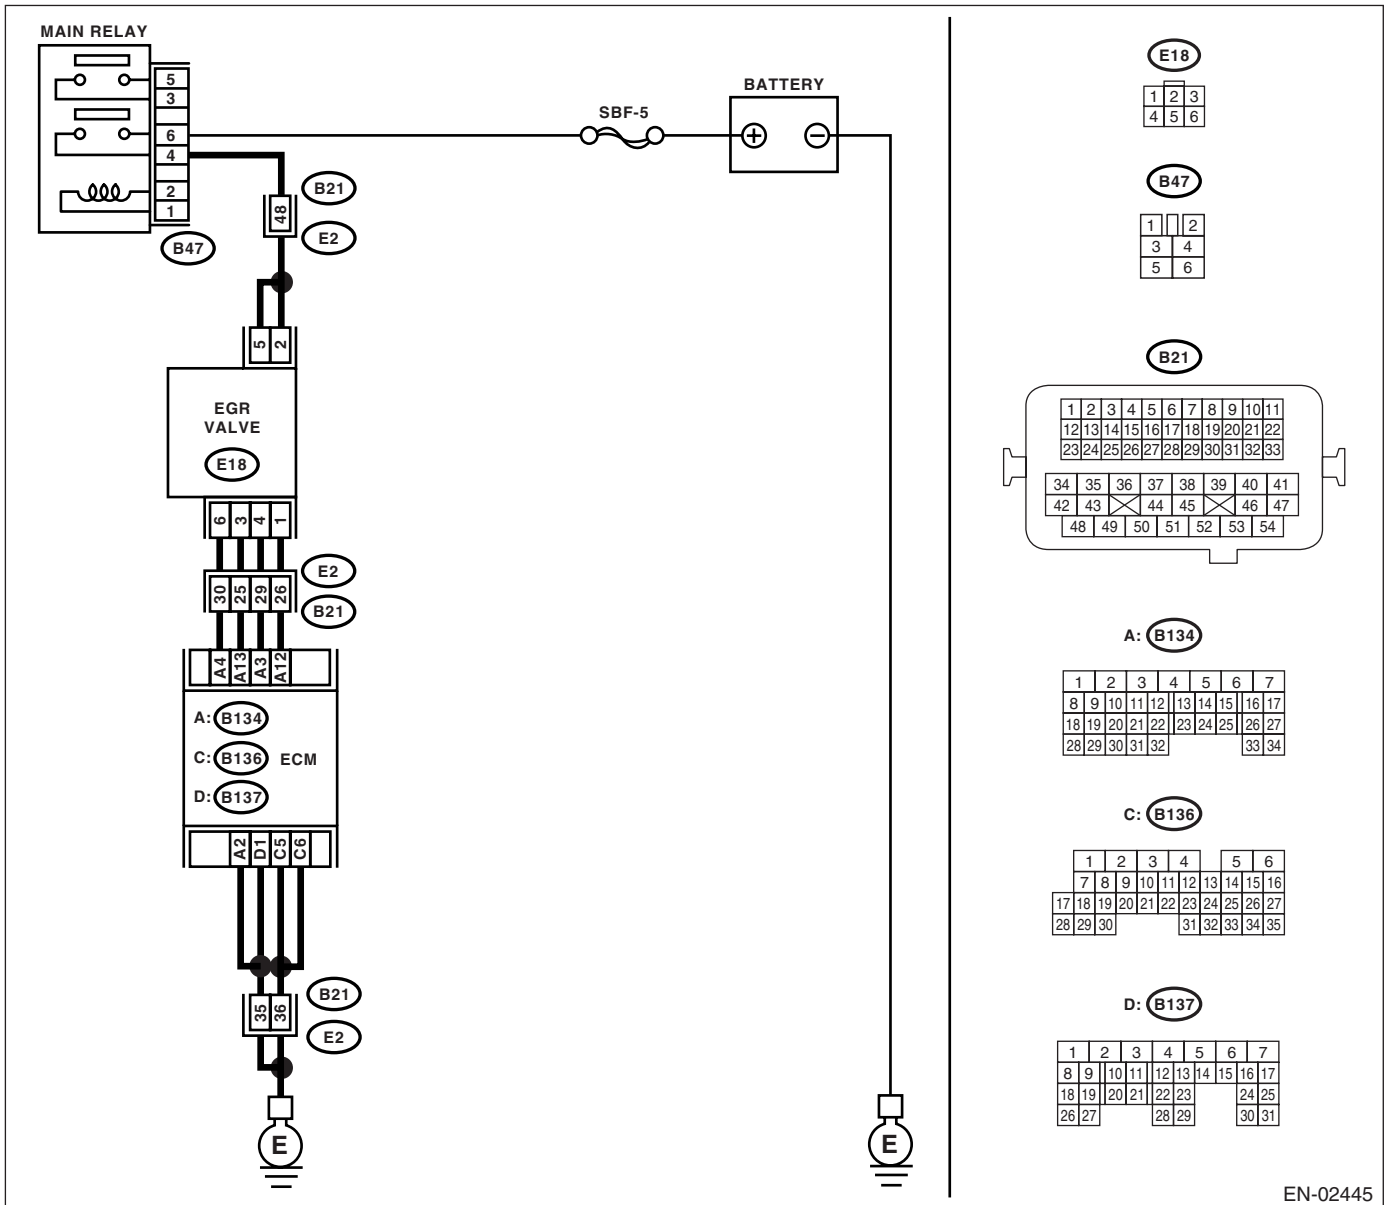 MAIN RELAY
5
3
6
4
2
1
B47
SBF-5
BATTERY
+
−
48
B21
E2
5 2
EGR
VALVE
E18
6 3 4 1
E2
30 25 29 26
B21
A4 A13 A3 A12
A: B134
C: B136 ECM
D: B137
A2 D1 C5 C6
B21
35 36
E2
E
E
E18
1 2 3
4 5 6
B47
1 2
3 4
5 6
B21
1 2 3 4 5 6 7 8 9 10 11
12 13 14 15 16 17 18 19 20 21 22
23 24 25 26 27 28 29 30 31 32 33
34 35 36 37 38 39 40 41
42 43 44 45 46 47
48 49 50 51 52 53 54
A: B134
1 2 3 4 5 6 7
8 9 10 11 12 13 14 15 16 17
18 19 20 21 22 23 24 25 26 27
28 29 30 31 32 33 34
C: B136
1 2 3 4 5 6
7 8 9 10 11 12 13 14 15 16
17 18 19 20 21 22 23 24 25 26 27
28 29 30 31 32 33 34 35
D: B137
1 2 3 4 5 6 7
8 9 10 11 12 13 14 15 16 17
18 19 20 21 22 23 24 25
26 27 28 29 30 31
EN-02445